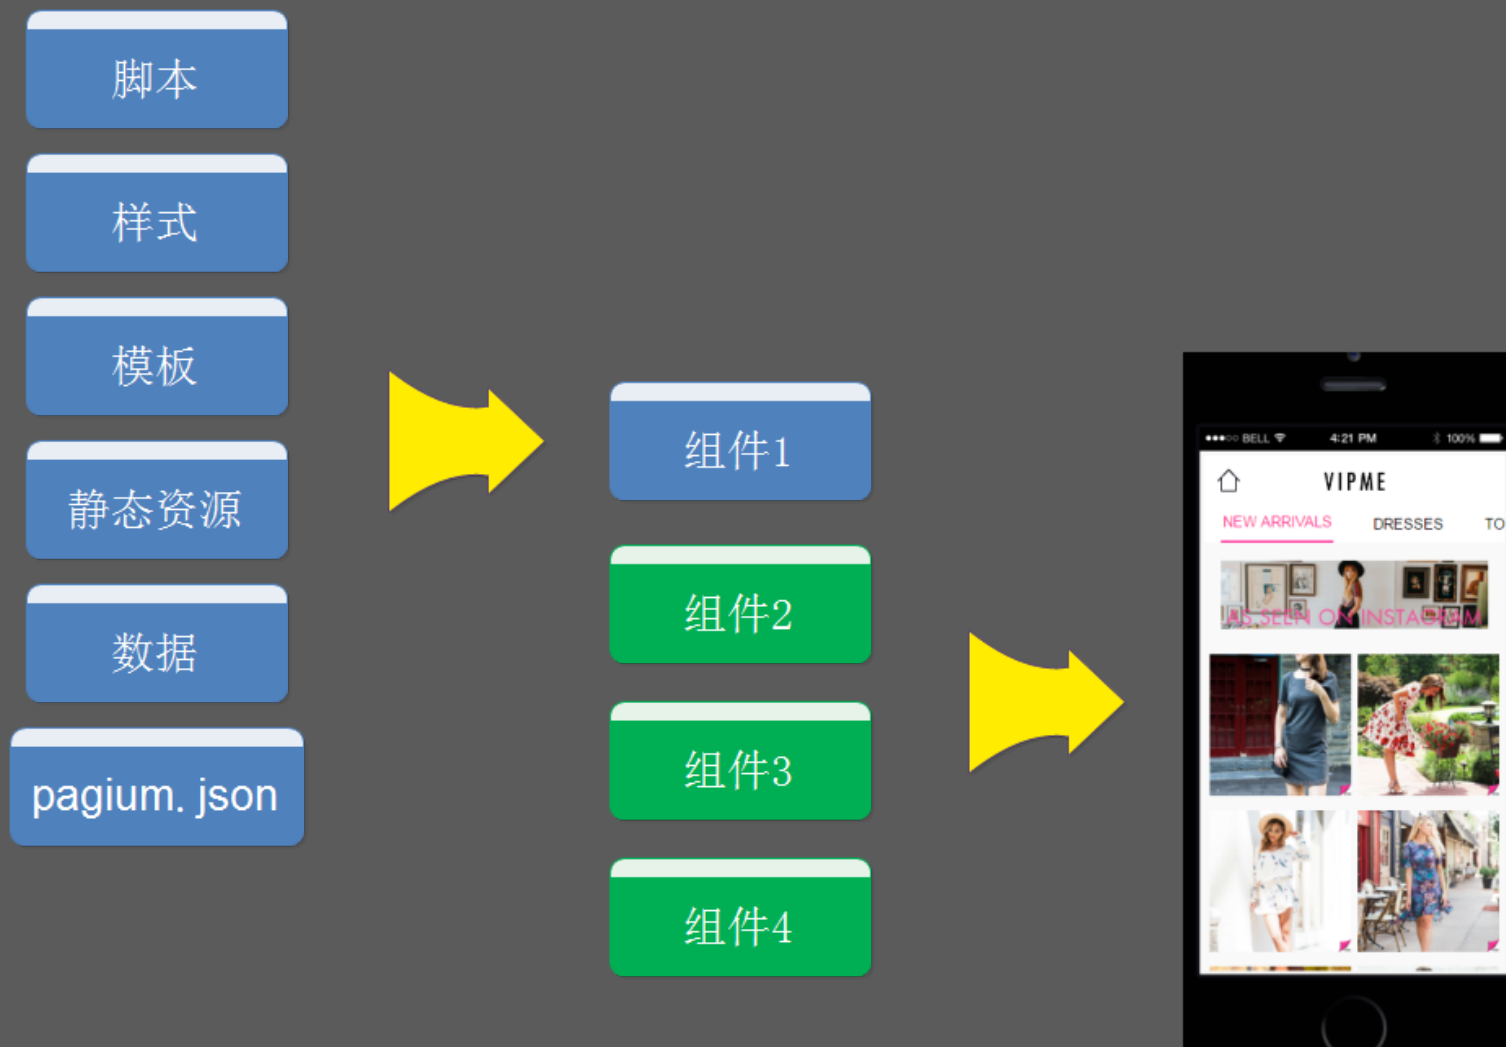 脚本
样式
模板
静态资源
数据
pagium. json
组件1
组件2
组件3
组件4
BELL
4:21 PM
100%
VIPME
NEW ARRIVALS
DRESSES
TO
AS SEEN ON INSTAGRAM